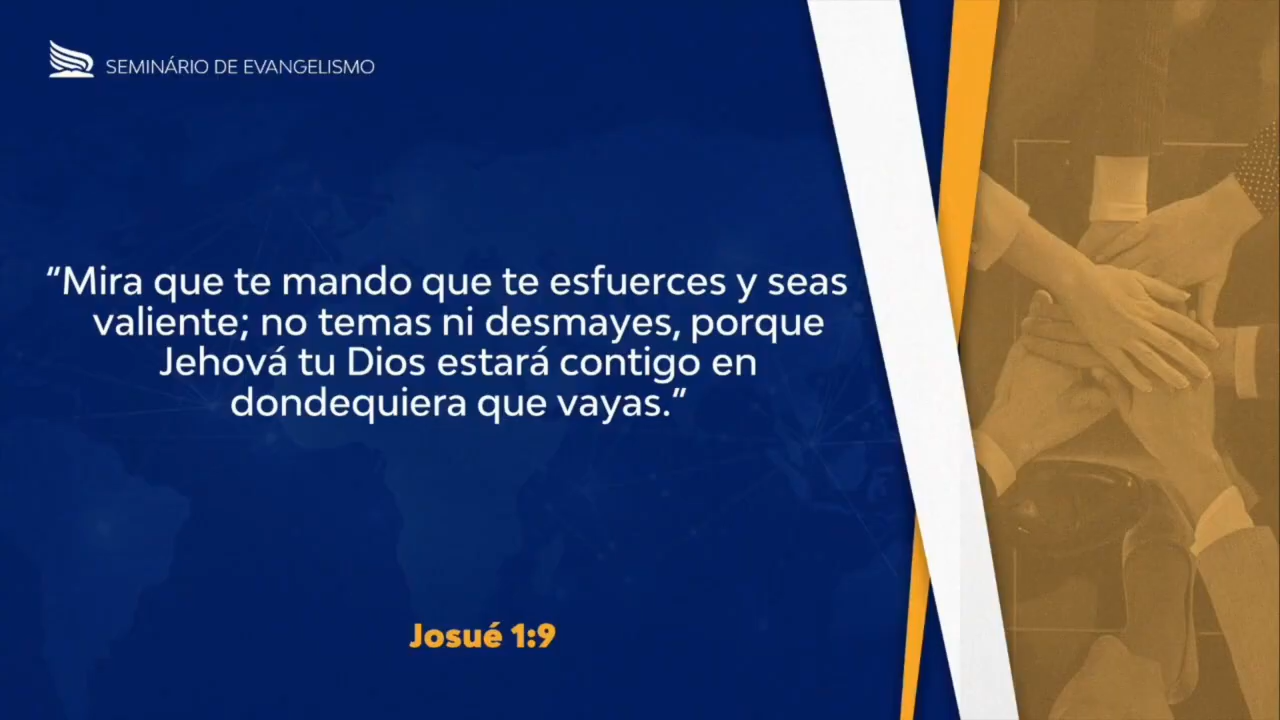 SEMINÁRIO DE EVANGELISMO
“Mira que te mando que te esfuerces y seas
valiente; no temas ni desmayes, porque
Jehová tu Dios estará contigo en
dondequiera que vayas.”
Josué 1:9